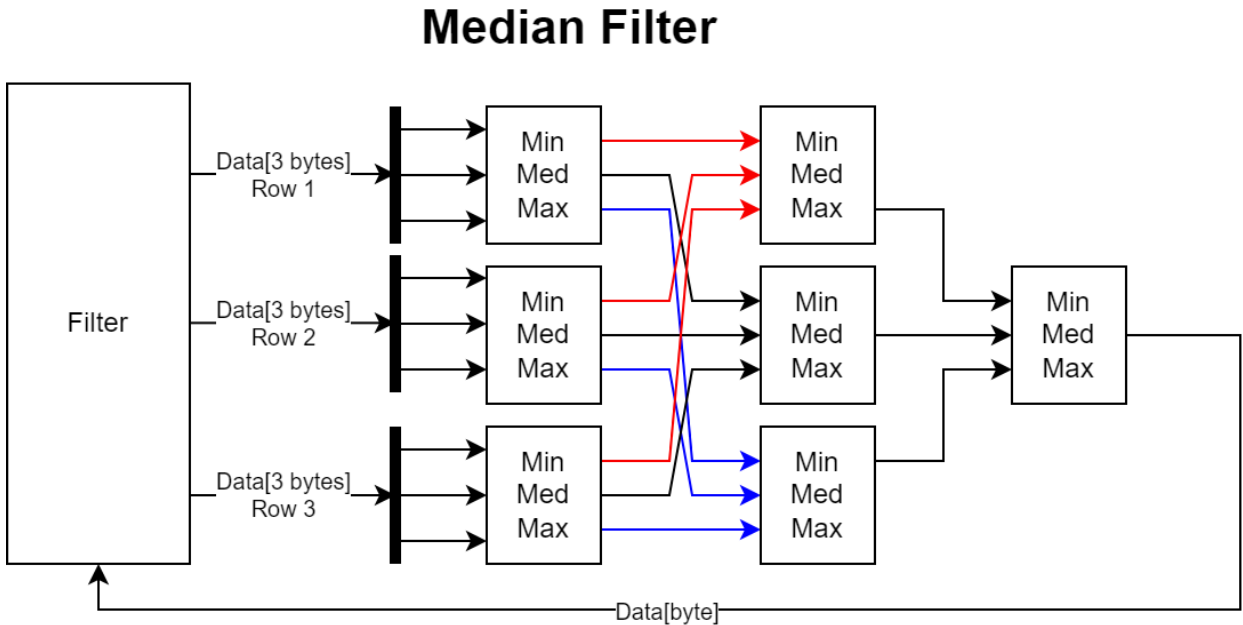 Median Filter
Filter
Data[3 bytes]
Row 1
Data[3 bytes]
Row 2
Data[3 bytes]
Row 3
Min
Med
Max
Min
Med
Max
Min
Med
Max
Min
Med
Max
Min
Med
Max
Min
Med
Max
Min
Med
Max
Data[byte]